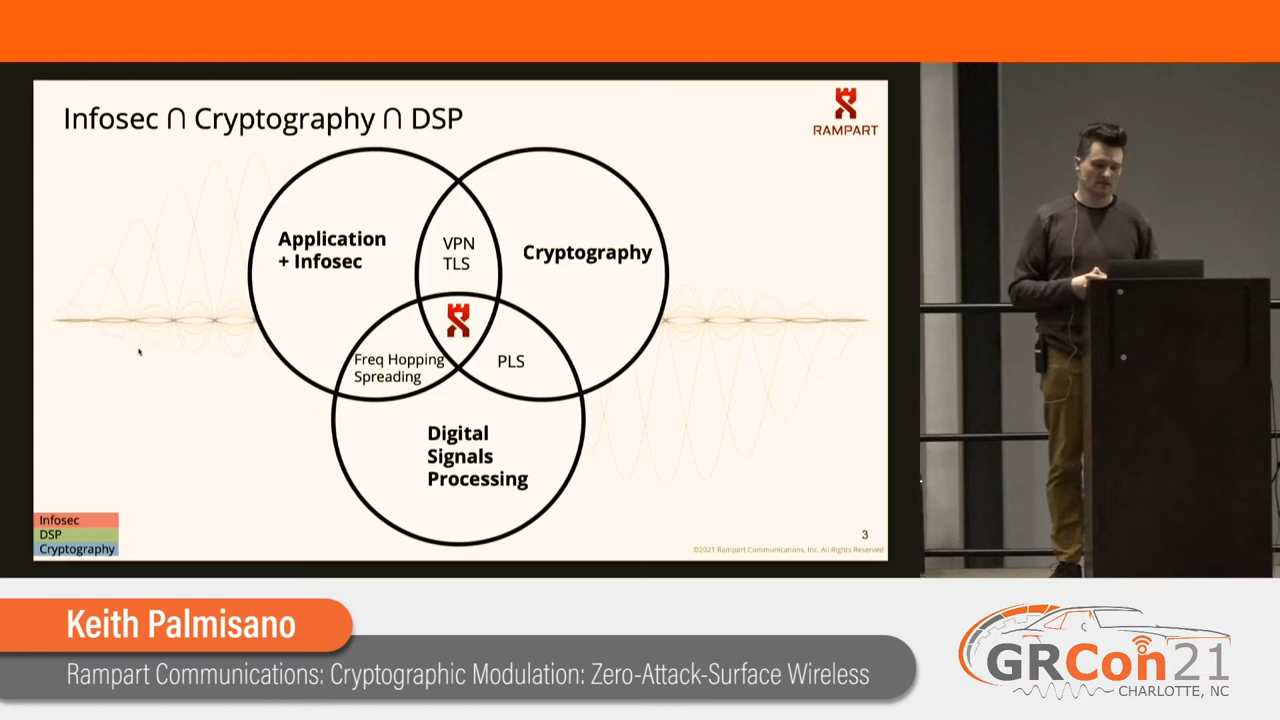 Infosec ∩ Cryptography ∩ DSP
RAMPART
Application
+ Infosec
VPN
TLS
Cryptography
Freq Hopping
Spreading
PLS
Digital
Signals
Processing
Infosec
DSP
Cryptography
3
©2021 Rampart Communications, Inc. All Rights Reserved
Keith Palmisano
Rampart Communications: Cryptographic Modulation: Zero-Attack-Surface Wireless
GRCon21
CHARLOTTE, NC